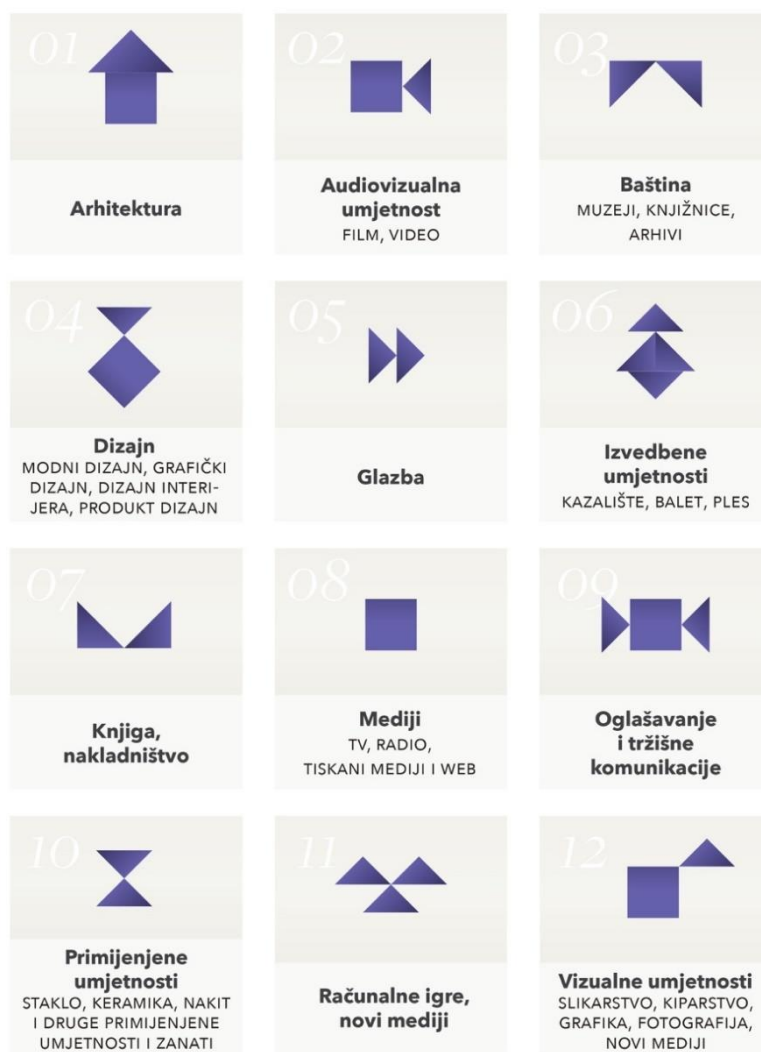 01
Arhitektura
02
Audiovizualna
umjetnost
FILM, VIDEO
03
Baština
MUZEJI, KNJIŽNICE,
ARHIVI
04
Dizajn
MODNI DIZAJN, GRAFIČKI
DIZAJN, DIZAJN INTERI-
JERA, PRODUKT DIZAJN
05
Glazba
06
Izvedbene
umjetnosti
KAZALIŠTE, BALET, PLES
07
Knjiga,
nakladništvo
08
Mediji
TV, RADIO,
TISKANI MEDIJI I WEB
09
Oglašavanje
i tržišne
komunikacije
10
Primijenjene
umjetnosti
STAKLO, KERAMIKA, NAKIT
I DRUGE PRIMIJENJENE
UMJETNOSTI I ZANATI
11
Računalne igre,
novi mediji
12
Vizualne umjetnosti
SLIKARSTVO, KIPARSTVO,
GRAFIKA, FOTOGRAFIJA,
NOVI MEDIJI